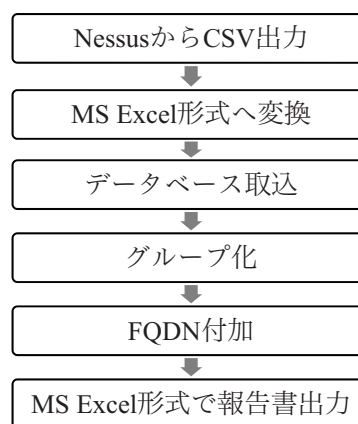 NessusからCSV出力
MS Excel形式へ変換
データベース取込
グループ化
FQDN付加
MS Excel形式で報告書出力